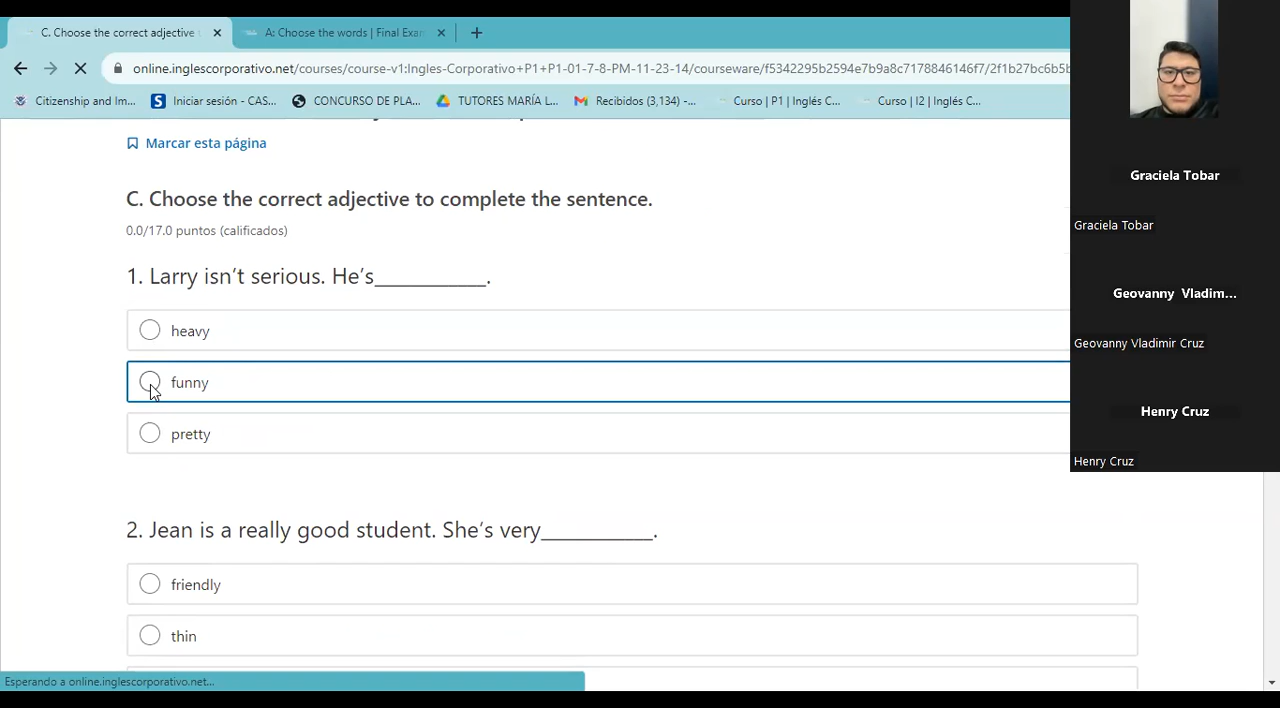 C. Choose the correct adjective t
A: Choose the words | Final Exan
online.inglescorporativo.net/courses/course-v1:Ingles-Corporativo+P1+P1-01-7-8-PM-11-23-14/courseware/f5342295b2594e7b9a8c7178846146f7/2f1b27bc6b5b
Citizenship and Im...
Iniciar sesión - CAS...
CONCURSO DE PLA...
TUTORES MARÍA L...
Recibidos (3,134) -...
Curso | P1 | Inglés C...
Curso | I2 | Inglés C...
Marcar esta página
C. Choose the correct adjective to complete the sentence.
0.0/17.0 puntos (calificados)
1. Larry isn’t serious. He’s___________.
heavy
funny
pretty
2. Jean is a really good student. She’s very___________.
friendly
thin
Esperando a online.inglescorporativo.net...
Graciela Tobar
Graciela Tobar
Geovanny Vladim...
Geovanny Vladimir Cruz
Henry Cruz
Henry Cruz